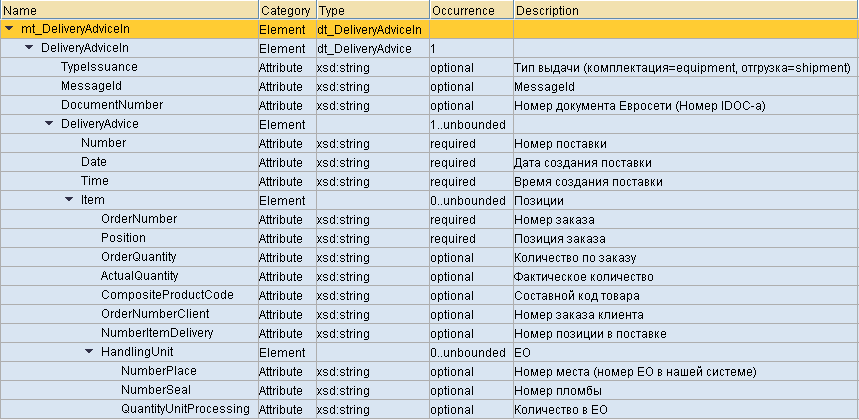 Name Category Type Occurrence Description
mt_DeliveryAdviceIn Element dt_DeliveryAdviceIn
DeliveryAdviceIn Element dt_DeliveryAdvice 1
TypeIssuance Attribute xsd:string optional Тип выдачи (комплектация=equipment, отгрузка=shipment)
MessageId Attribute xsd:string optional MessageId
DocumentNumber Attribute xsd:string optional Номер документа Евросети (Номер IDOC-а)
DeliveryAdvice Element 1..unbounded
Number Attribute xsd:string required Номер поставки
Date Attribute xsd:string required Дата создания поставки
Time Attribute xsd:string required Время создания поставки
Item Element 0..unbounded Позиции
OrderNumber Attribute xsd:string required Номер заказа
Position Attribute xsd:string required Позиция заказа
OrderQuantity Attribute xsd:string optional Количество по заказу
ActualQuantity Attribute xsd:string optional Фактическое количество
CompositeProductCode Attribute xsd:string optional Составной код товара
OrderNumberClient Attribute xsd:string optional Номер заказа клиента
NumberItemDelivery Attribute xsd:string optional Номер позиции в поставке
HandlingUnit Element 0..unbounded ЕО
NumberPlace Attribute xsd:string optional Номер места (номер ЕО в нашей системе)
NumberSeal Attribute xsd:string optional Номер пломбы
QuantityUnitProcessing Attribute xsd:string optional Количество в ЕО